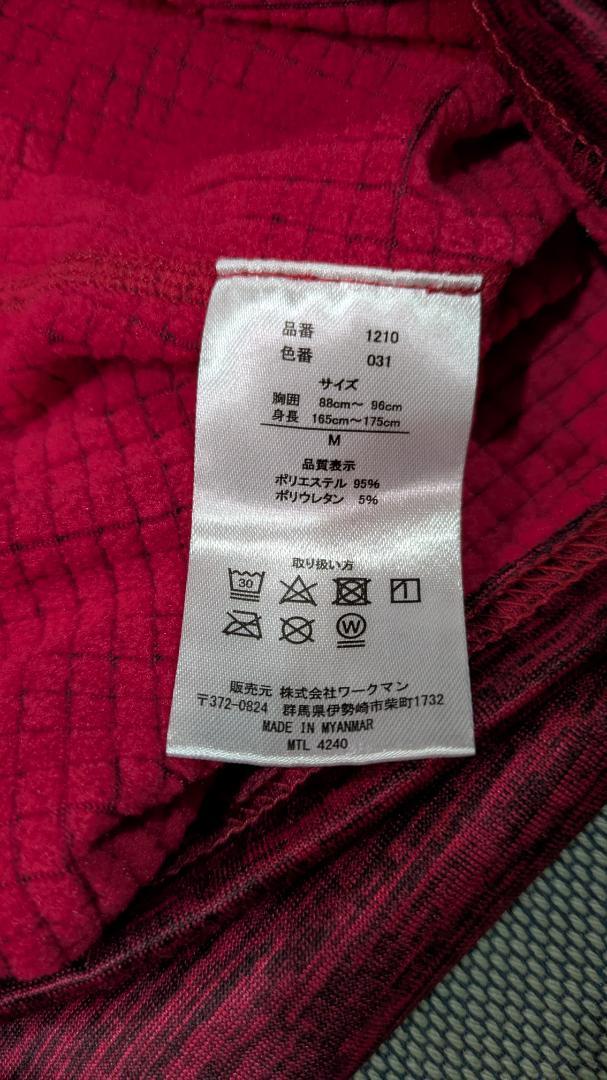 品番 1210
色番 031
サイズ
胸囲 88cm～ 96cm
身長 165cm～175cm
M
品質表示
ポリエステル 95%
ポリウレタン 5%
取り扱い方
30
W
販売元 株式会社ワークマン
〒372-0824 群馬県伊勢崎市柴町1732
MADE IN MYANMAR
MTL 4240